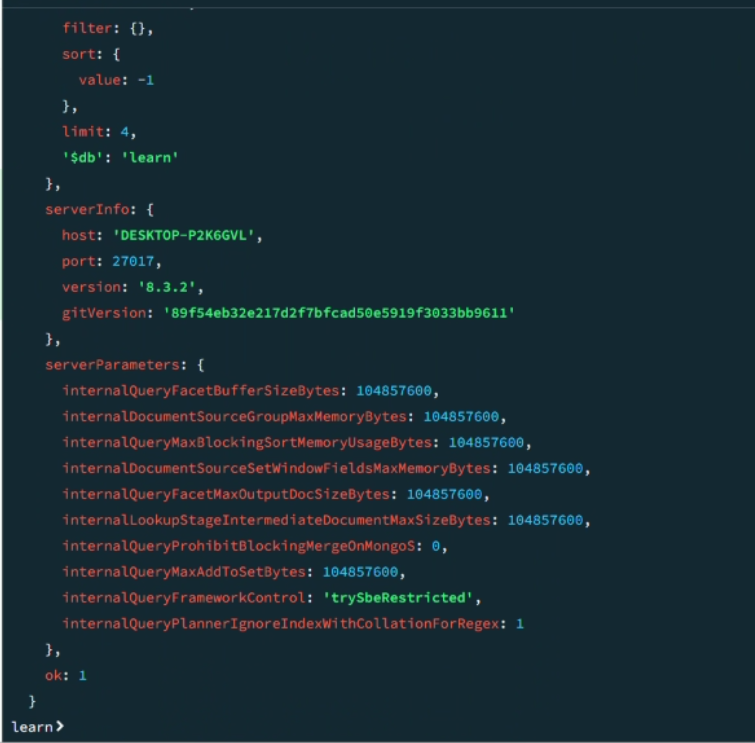 filter: {},
sort: {
value: -1
},
limit: 4,
'$db': 'learn'
},
serverInfo: {
host: 'DESKTOP-P2K6GVL',
port: 27017,
version: '8.3.2',
gitVersion: '89f54eb32e217d2f7bfcad50e5919f3033bb9611'
},
serverParameters: {
internalQueryFacetBufferSizeBytes: 104857600,
internalDocumentSourceGroupMaxMemoryBytes: 104857600,
internalQueryMaxBlockingSortMemoryUsageBytes: 104857600,
internalDocumentSourceSetWindowFieldsMaxMemoryBytes: 104857600,
internalQueryFacetMaxOutputDocSizeBytes: 104857600,
internalLookupStageIntermediateDocumentMaxSizeBytes: 104857600,
internalQueryProhibitBlockingMergeOnMongoS: 0,
internalQueryMaxAddToSetBytes: 104857600,
internalQueryFrameworkControl: 'trySbeRestricted',
internalQueryPlannerIgnoreIndexWithCollationForRegex: 1
},
ok: 1
}
learn>